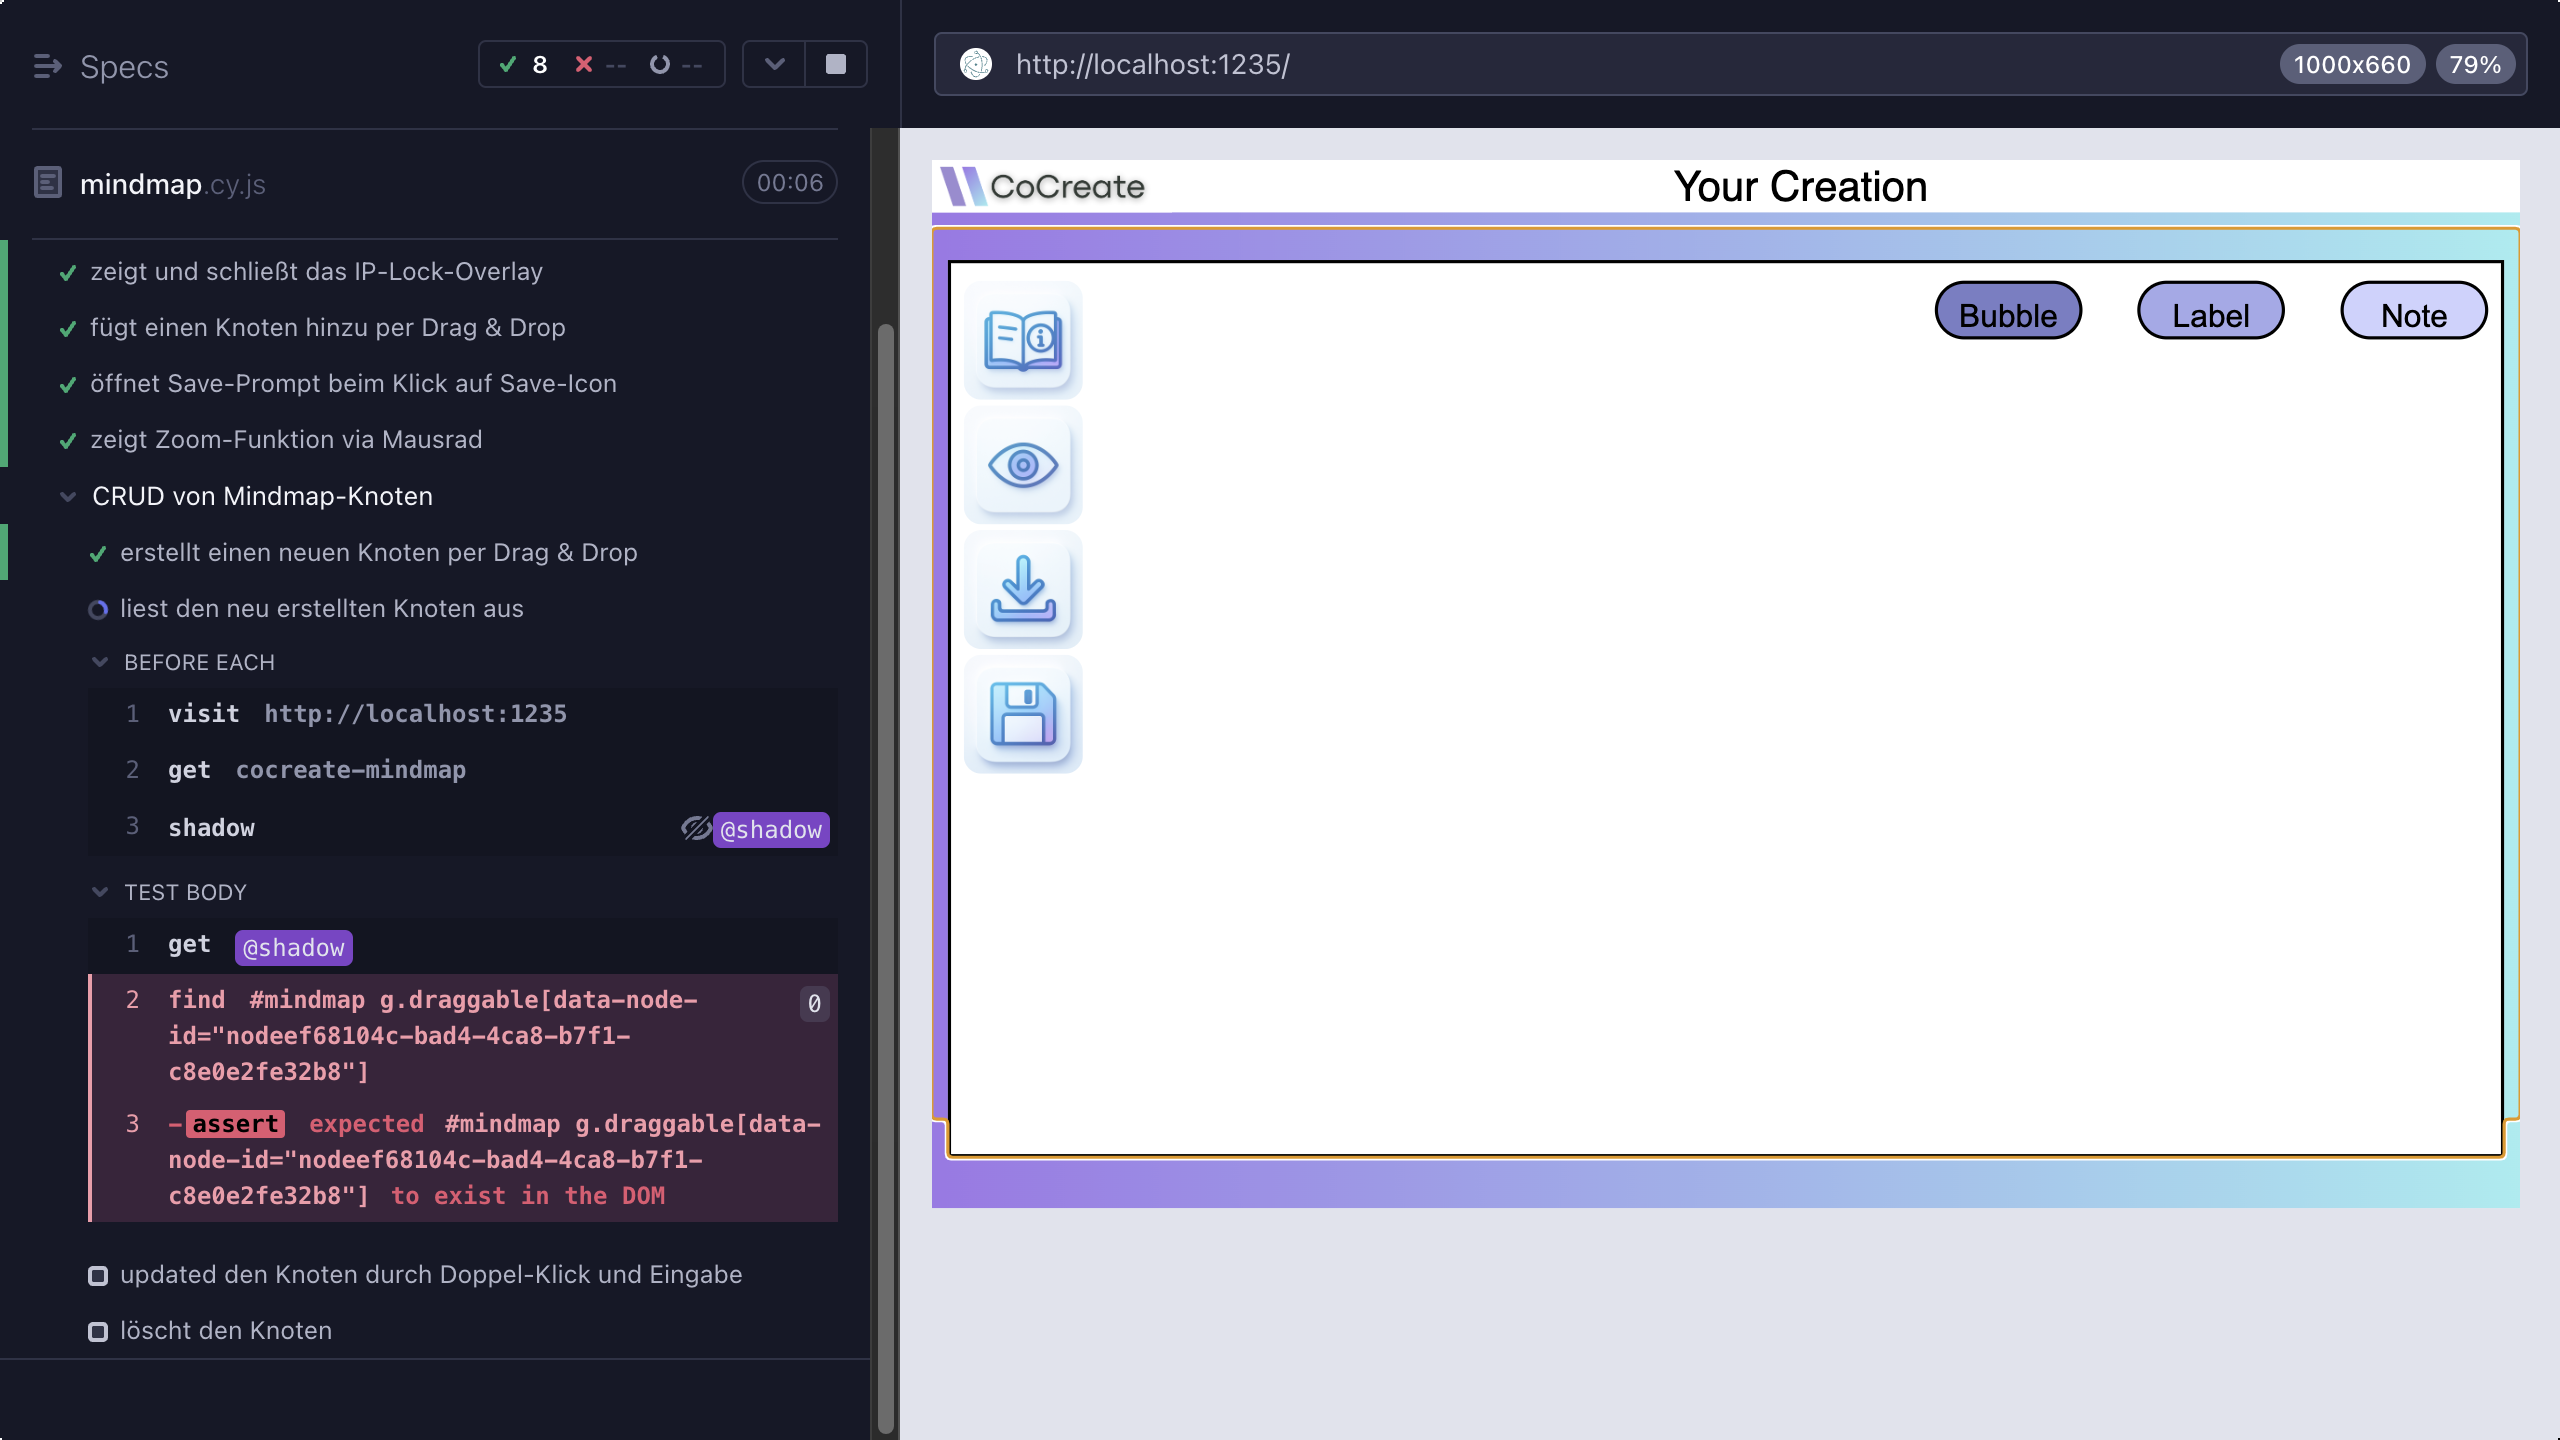 Specs
8 -- --
http://localhost:1235/
1000x660
79%
mindmap.cy.js
00:06
zeigt und schließt das IP-Lock-Overlay
fügt einen Knoten hinzu per Drag & Drop
öffnet Save-Prompt beim Klick auf Save-Icon
zeigt Zoom-Funktion via Mausrad
CRUD von Mindmap-Knoten
erstellt einen neuen Knoten per Drag & Drop
liest den neu erstellten Knoten aus
BEFORE EACH
1 visit http://localhost:1235
2 get cocreate-mindmap
3 shadow @shadow
TEST BODY
1 get @shadow
2 find #mindmap g.draggable[data-node- 0
id="nodeef68104c-bad4-4ca8-b7f1-
c8e0e2fe32b8"]
3 -assert expected #mindmap g.draggable[data-
node-id="nodeef68104c-bad4-4ca8-b7f1-
c8e0e2fe32b8"] to exist in the DOM
updated den Knoten durch Doppel-Klick und Eingabe
löscht den Knoten
CoCreate
Your Creation
Bubble
Label
Note